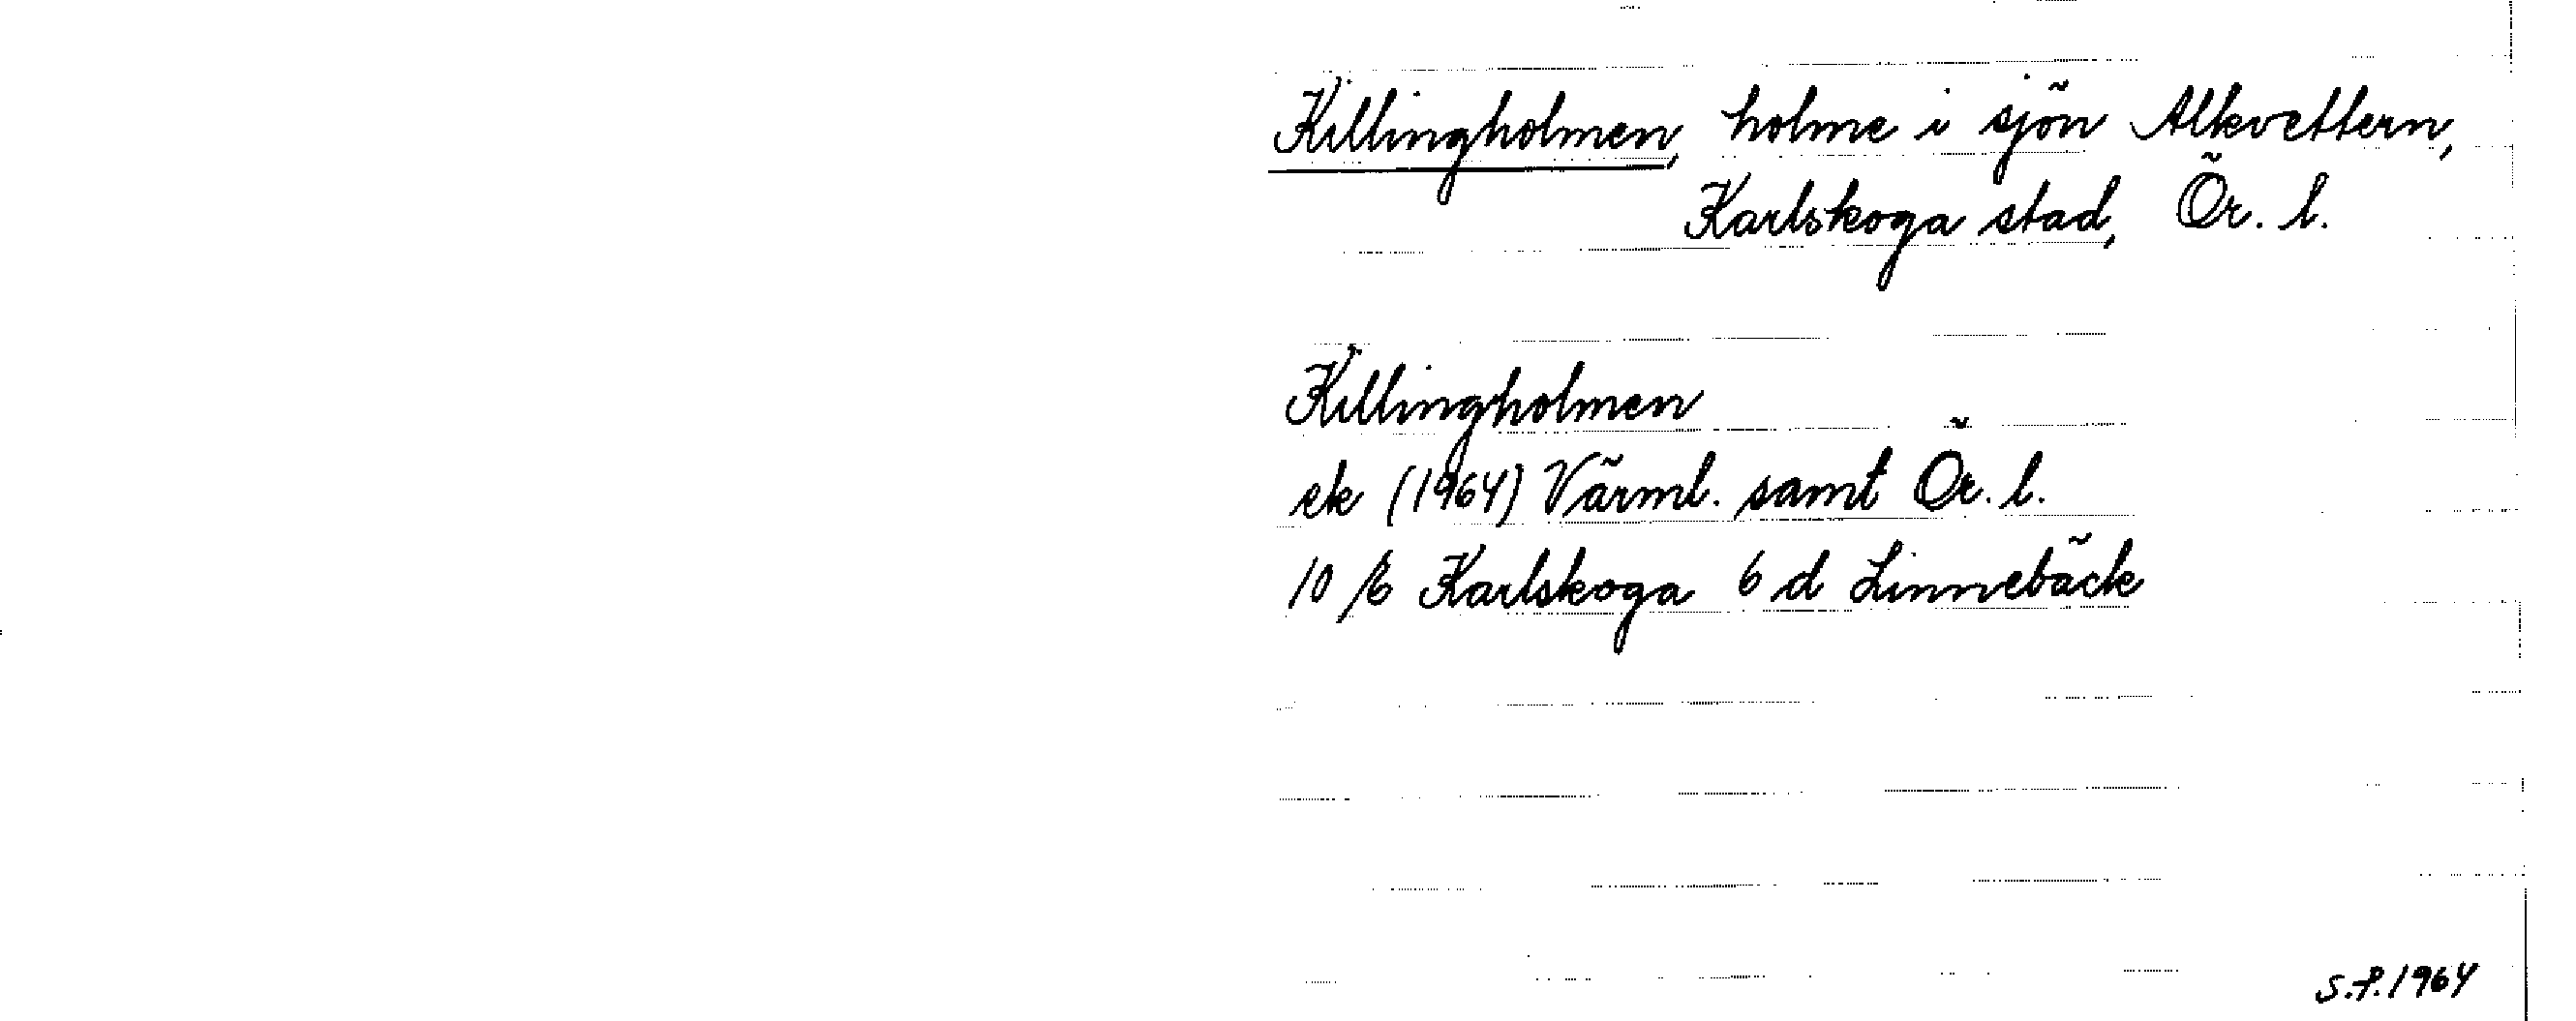 Killingholmen, holme i sjön Alkvettern,
Karlskoga stad, Ör. l.
Killingholmen
ek (1964) Värml. samt Ör. l.
10 /6 Karlskoga 6 d Linnebäck
S.F. 1964